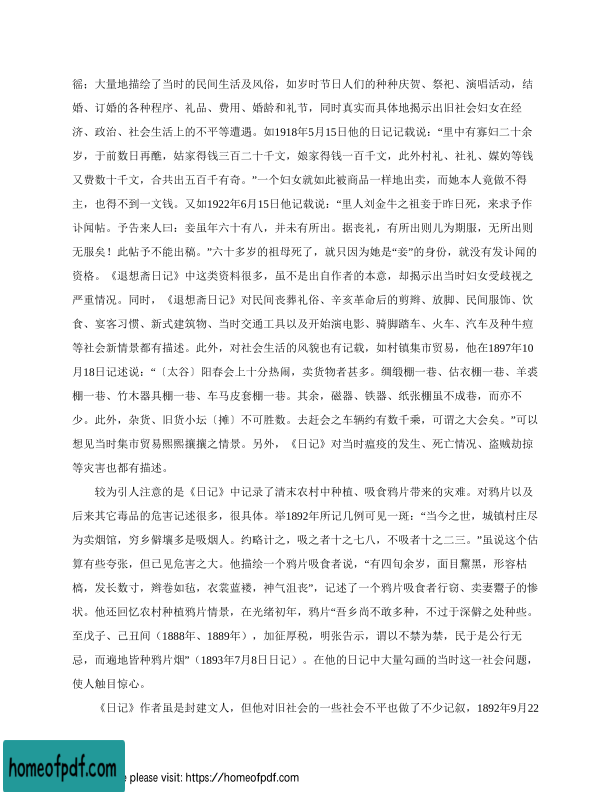 徭；大量地描绘了当时的民间生活及风俗，如岁时节日人们的种种庆贺、祭祀、演唱活动，结
婚、订婚的各种程序、礼品、费用、婚龄和礼节，同时真实而具体地揭示出旧社会妇女在经
济、政治、社会生活上的不平等遭遇。如1918年5月15日他的日记记载说：“里中有寡妇二十余
岁，于前数日再醮，姑家得钱三百二十千文，娘家得钱一百千文，此外村礼、社礼、媒妁等钱
又费数十千文，合共出五百千有奇。”一个妇女就如此被商品一样地出卖，而她本人竟做不得
主，也得不到一文钱。又如1922年6月15日他记载说：“里人刘金牛之祖妾于昨日死，来求予作
讣闻帖。予告来人曰：妾虽年六十有八，并未有所出。据丧礼，有所出则儿为期服，无所出则
无服矣！此帖予不能出稿。”六十多岁的祖母死了，就只因为她是“妾”的身份，就没有发讣闻的
资格。《退想斋日记》中这类资料很多，虽不是出自作者的本意，却揭示出当时妇女受歧视之
严重情况。同时，《退想斋日记》对民间丧葬礼俗、辛亥革命后的剪辫、放脚、民间服饰、饮
食、宴客习惯、新式建筑物、当时交通工具以及开始演电影、骑脚踏车、火车、汽车及种牛痘
等社会新情景都有描述。此外，对社会生活的风貌也有记载，如村镇集市贸易，他在1897年10
月18日记述说：“〔太谷〕阳春会上十分热闹，卖货物者甚多。绸缎棚一巷、估衣棚一巷、羊裘
棚一巷、竹木器具棚一巷、车马皮套棚一巷。其余，磁器、铁器、纸张棚虽不成巷，而亦不
少。此外，杂货、旧货小坛〔摊〕不可胜数。去赶会之车辆约有数千乘，可谓之大会矣。”可以
想见当时集市贸易熙熙攘攘之情景。另外，《日记》对当时瘟疫的发生、死亡情况、盗贼劫掠
等灾害也都有描述。
较为引人注意的是《日记》中记录了清末农村中种植、吸食鸦片带来的灾难。对鸦片以及
后来其它毒品的危害记述很多，很具体。举1892年所记几例可见一斑：“当今之世，城镇村庄尽
为卖烟馆，穷乡僻壤多是吸烟人。约略计之，吸之者十之七八，不吸者十之二三。”虽说这个估
算有些夸张，但已见危害之大。他描绘一个鸦片吸食者说，“有四旬余岁，面目黧黑，形容枯
槁，发长数寸，辫卷如毡，衣裳蓝褛，神气沮丧”，记述了一个鸦片吸食者行窃、卖妻鬻子的惨
状。他还回忆农村种植鸦片情景，在光绪初年，鸦片“吾乡尚不敢多种，不过于深僻之处种些。
至戊子、己丑间（1888年、1889年），加征厚税，明张告示，谓以不禁为禁，民于是公行无
忌，而遍地皆种鸦片烟”（1893年7月8日日记）。在他的日记中大量勾画的当时这一社会问题，
使人触目惊心。
《日记》作者虽是封建文人，但他对旧社会的一些社会不平也做了不少记叙，1892年9月22
homeofpdf.com
please visit: https://homeofpdf.com